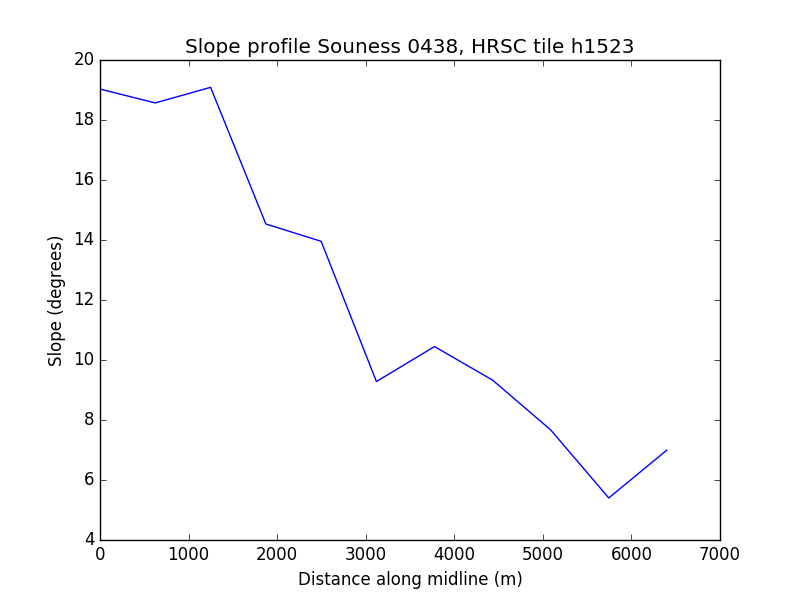 Slope profile Souness 0438, HRSC tile h1523
20
18
16
14
12
10
8
6
4
Slope (degrees)
0 1000 2000 3000 4000 5000 6000 7000
Distance along midline (m)